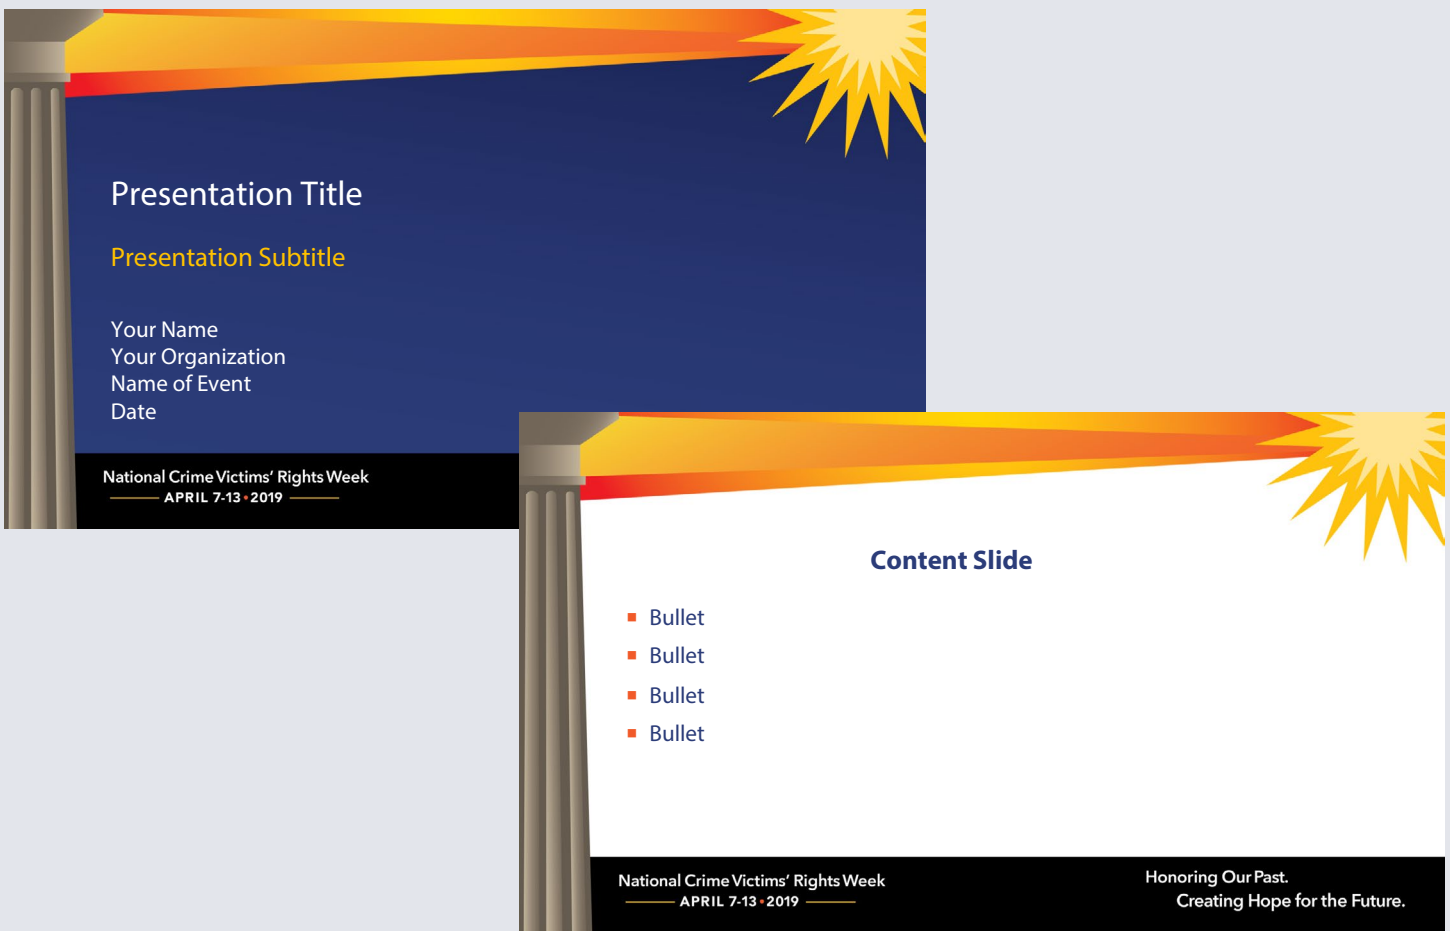 Presentation Title
Presentation Subtitle
Your Name
Your Organization
Name of Event
Date
National Crime Victims’ Rights Week
APRIL 7-13•2019
Content Slide
■ Bullet
■ Bullet
■ Bullet
■ Bullet
National Crime Victims’ Rights Week
APRIL 7-13•2019
Honoring Our Past.
Creating Hope for the Future.